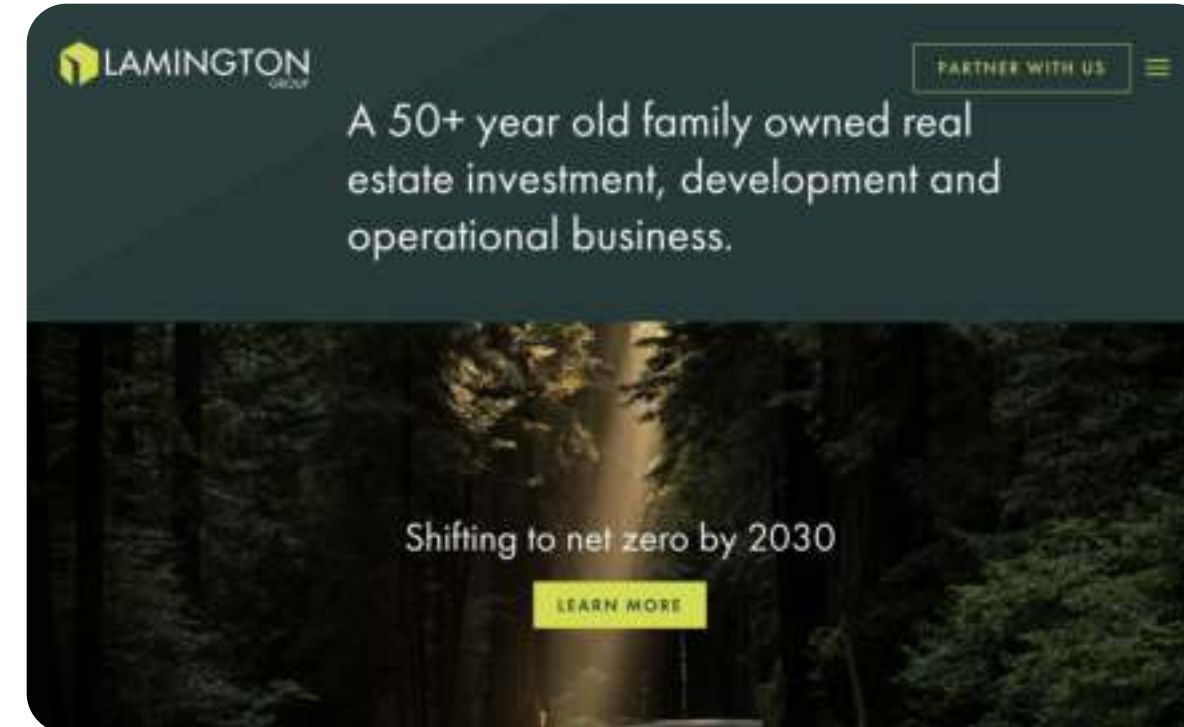 LAMINGTON
GROUP
PARTNER WITH US
A 50+ year old family owned real
estate investment, development and
operational business.
Shifting to net zero by 2030
LEARN MORE